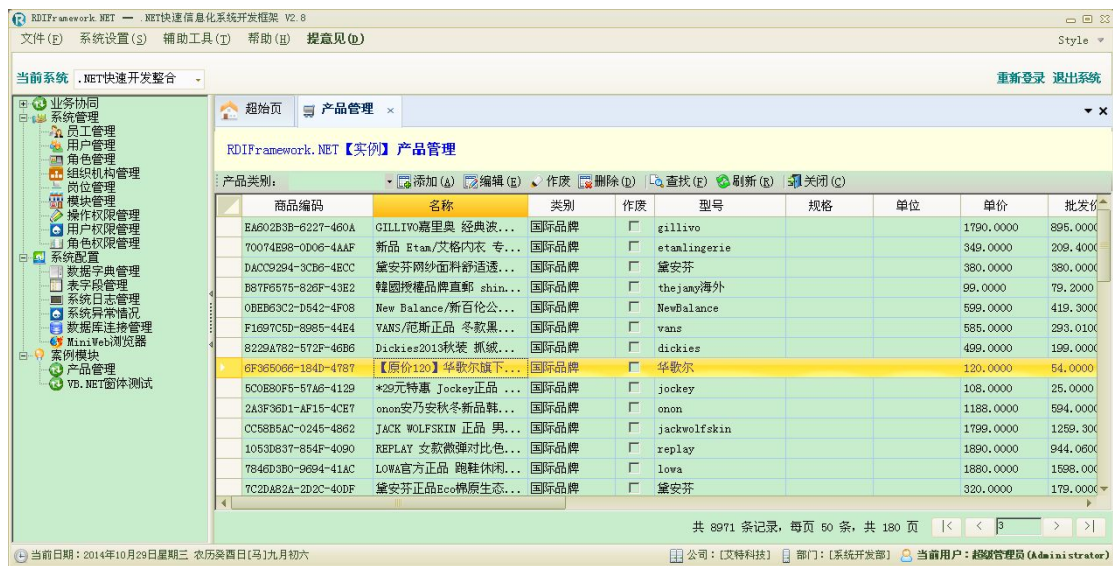 RDIFramework.NET — .NET快速信息化系统开发框架 V2.8
文件(F) 系统设置(S) 辅助工具(T) 帮助(H) 提意见(O) Style
当前系统 .NET快速开发整合 重新登录 退出系统
业务协同
系统管理
员工管理
用户管理
角色管理
组织机构管理
岗位管理
模块管理
操作权限管理
用户权限管理
角色权限管理
系统配置
数据字典管理
表字段管理
系统日志管理
系统异常情况
数据库连接管理
MiniWeb浏览器
案例模块
产品管理
VB.NET窗体测试
起始页 产品管理 ×
RDIFramework.NET【实例】产品管理
产品类别: 添加(A) 编辑(E) 作废 删除(D) 查找(F) 刷新(R) 关闭(C)
商品编码 名称 类别 作废 型号 规格 单位 单价 批发价
EA602B3B-6227-460A GILLIVO嘉里奥 经典波... 国际品牌 gillivo 1790.0000 895.0000
70074E98-0D06-4AAF 新品 Etam/艾格内衣 专... 国际品牌 etamlingerie 349.0000 209.4000
DACC9294-3CB6-4ECC 黛安芬网纱面料舒适透... 国际品牌 黛安芬 380.0000 380.0000
B87F6575-826F-43E2 韓國授權品牌直郵 shin... 国际品牌 thejamy海外 99.0000 79.2000
0BEB63C2-D542-4F08 New Balance/新百伦公... 国际品牌 NewBalance 599.0000 419.3000
F1697C5D-8985-44E4 VANS/范斯正品 冬款黑... 国际品牌 vans 585.0000 293.0100
8229A782-572F-46B6 Dickies2013秋装 抓绒... 国际品牌 dickies 499.0000 199.0000
6F365066-184D-4787 【原价120】华歌尔旗下... 国际品牌 华歌尔 120.0000 54.0000
5C0E80F5-57A6-4129 *29元特惠 Jockey正品 ... 国际品牌 jockey 108.0000 25.0000
2A3F36D1-AF15-4CE7 onon安乃安秋冬新品韩... 国际品牌 onon 1188.0000 594.0000
CC58B5AC-0245-4862 JACK WOLFSKIN 正品 男... 国际品牌 jackwolfskin 1799.0000 1259.300
1053D837-854F-4090 REPLAY 女款微弹对比色... 国际品牌 replay 1890.0000 944.0600
7846D3B0-9694-41AC LOWA官方正品 跑鞋休闲... 国际品牌 lowa 1880.0000 1598.000
7C2DA82A-2D2C-40DF 黛安芬正品Eco棉原生态... 国际品牌 黛安芬 320.0000 179.0000
共 8971 条记录, 每页 50 条, 共 180 页 |< < 3 > >|
当前日期:2014年10月29日星期三 农历癸酉日[马]九月初六 公司:[艾特科技] 部门:[系统开发部] 当前用户:超级管理员(Administrator)